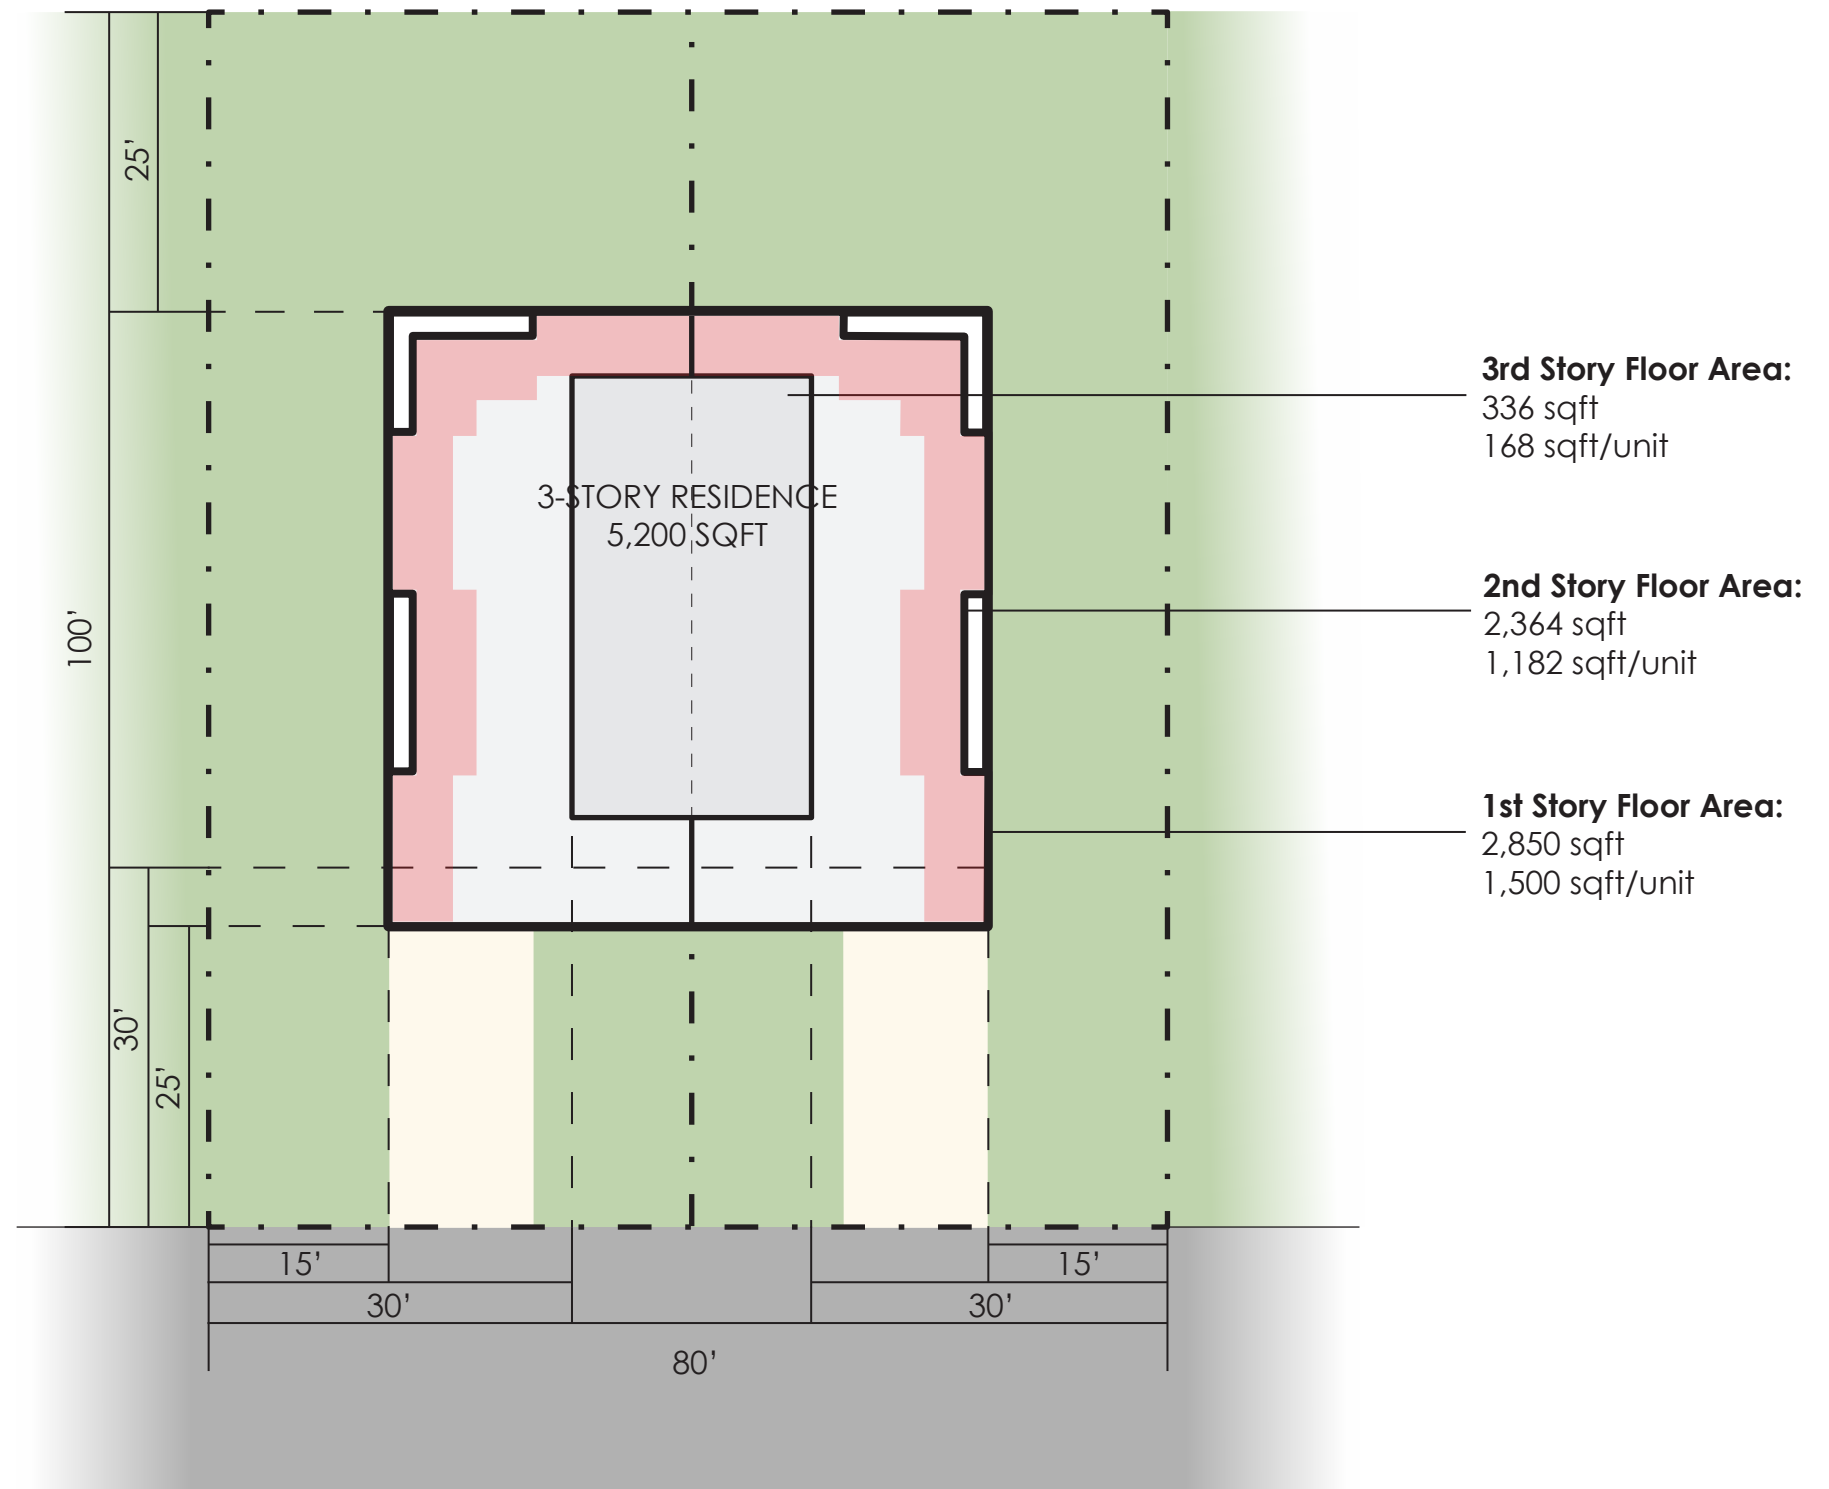 25’
3rd Story Floor Area:
336 sqft
168 sqft/unit
3-STORY RESIDENCE
5,200 SQFT
2nd Story Floor Area:
2,364 sqft
1,182 sqft/unit
100’
1st Story Floor Area:
2,850 sqft
1,500 sqft/unit
30’
25’
15’
15’
30’
30’
80’